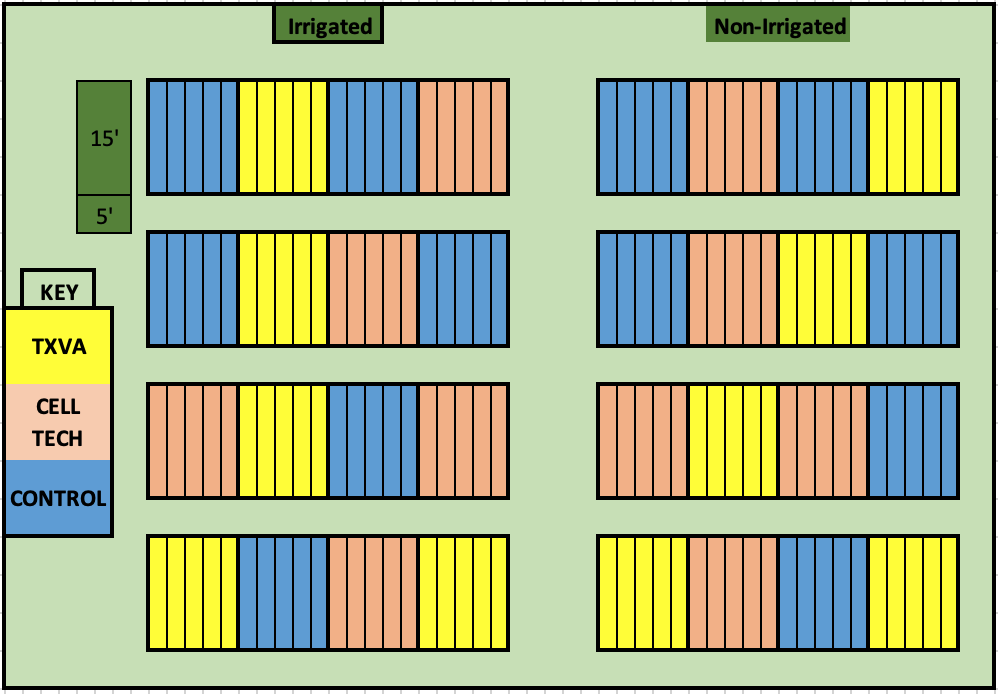 Irrigated
Non-Irrigated
15'
5'
KEY
TXVA
CELL
TECH
CONTROL